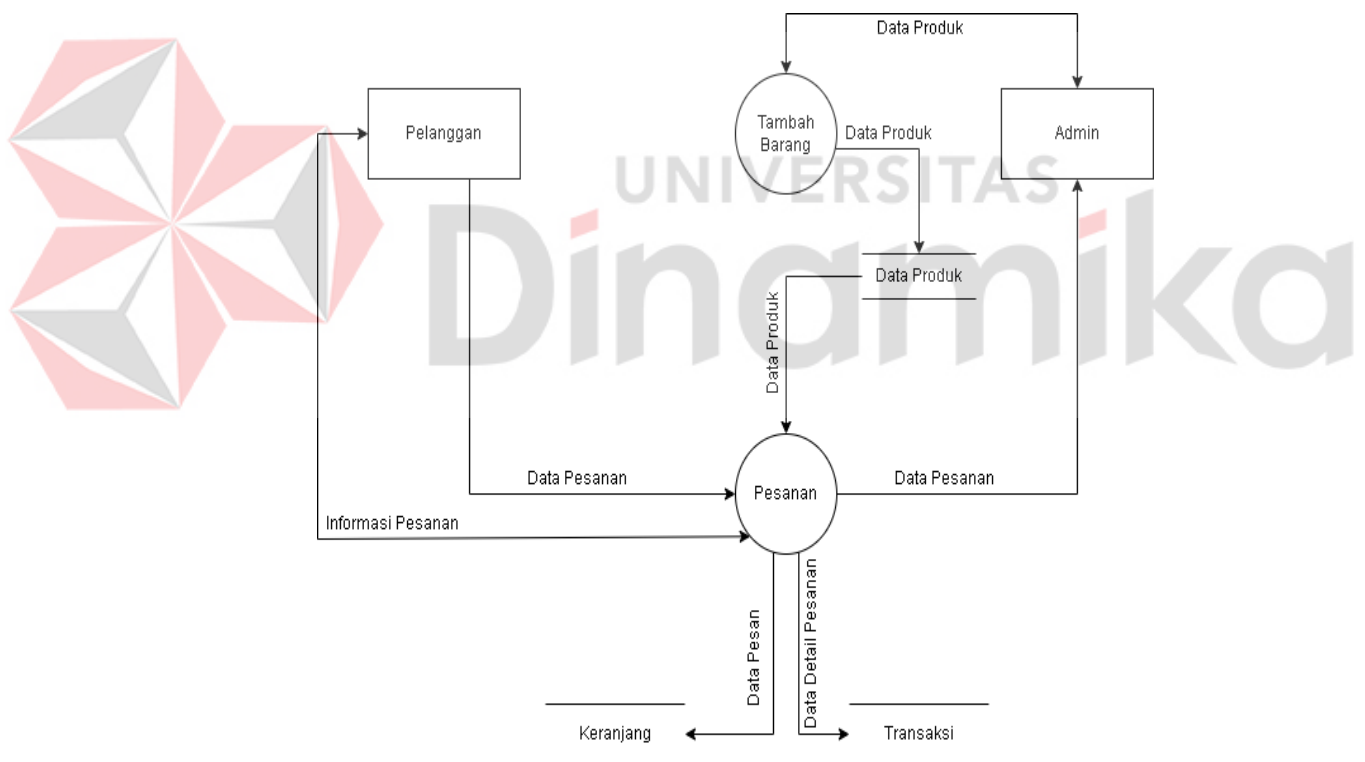 Data Produk
Pelanggan
Tambah
Barang
Data Produk
Admin
UNIVERSITAS
Dinamika
Data Produk
Data Produk
Data Pesanan
Pesanan
Data Pesanan
Informasi Pesanan
Data Pesan
Data Detail Pesanan
Keranjang
Transaksi